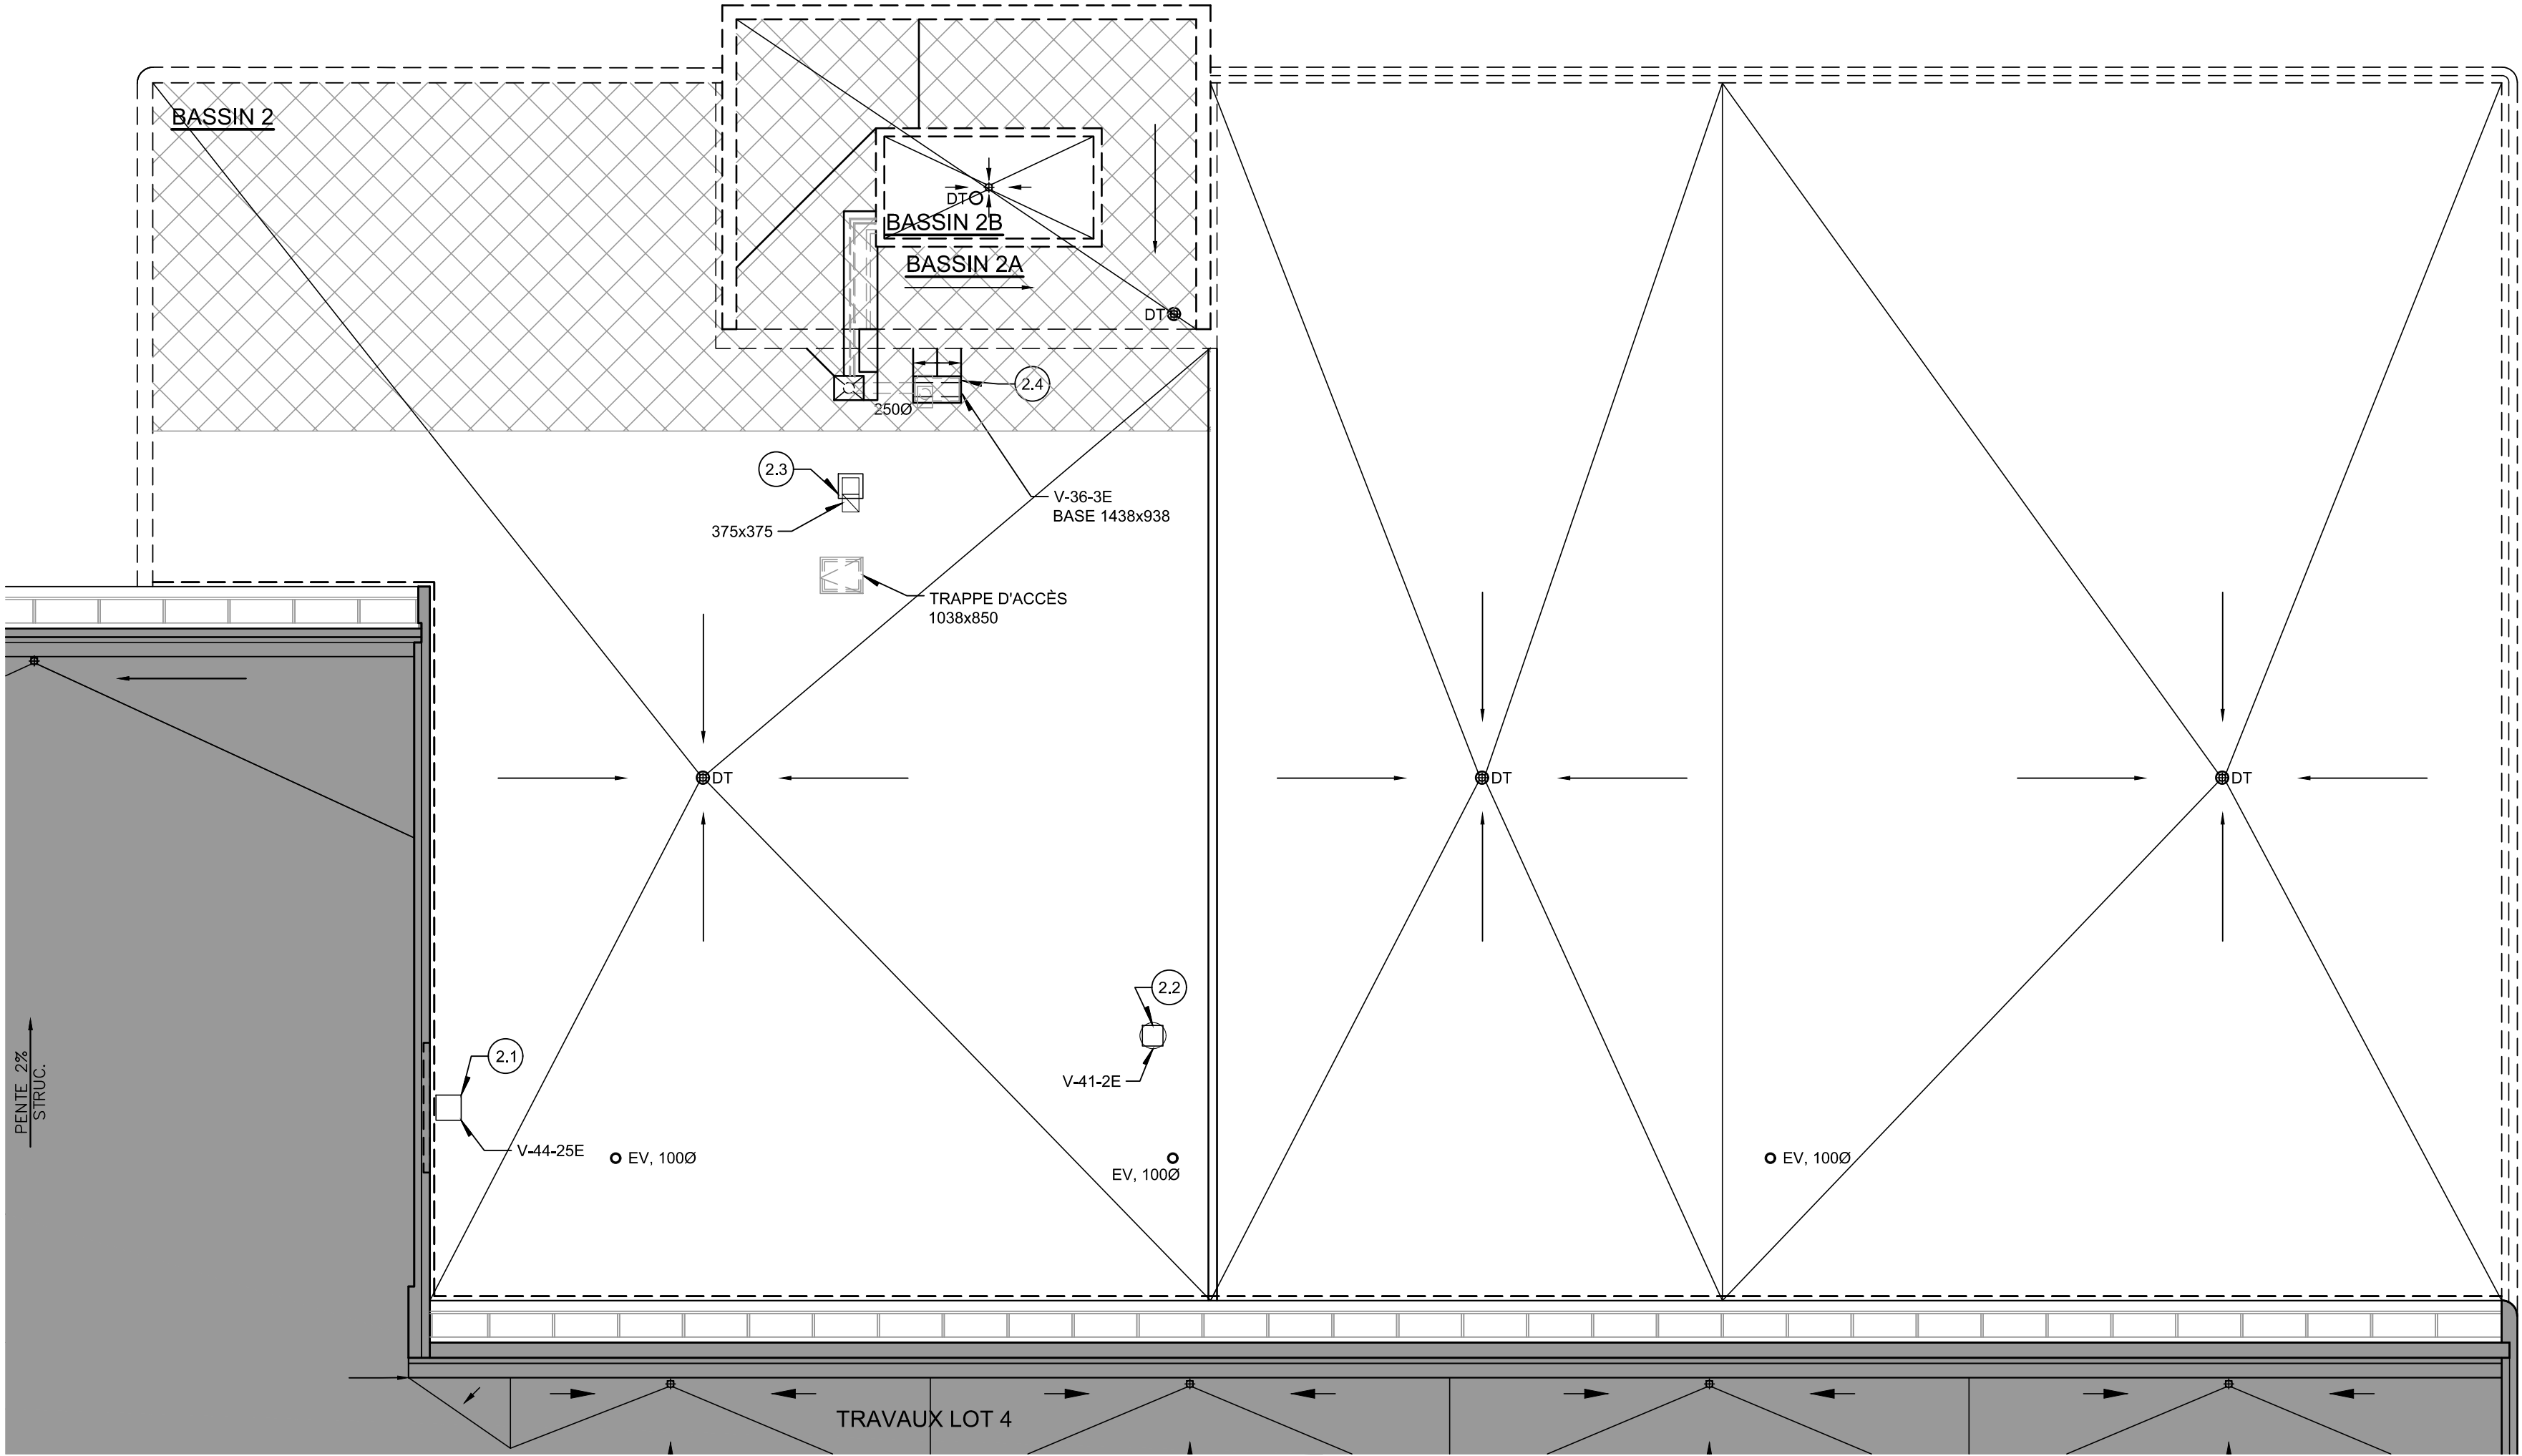 BASSIN 2
DT
BASSIN 2B
BASSIN 2A
DT
2.4
250Ø
2.3
V-36-3E
BASE 1438x938
375x375
TRAPPE D'ACCÈS
1038x850
DT
DT
DT
2.2
2.1
V-41-2E
PENTE 2%
STRUC.
V-44-25E
EV, 100Ø
EV, 100Ø
EV, 100Ø
TRAVAUX LOT 4